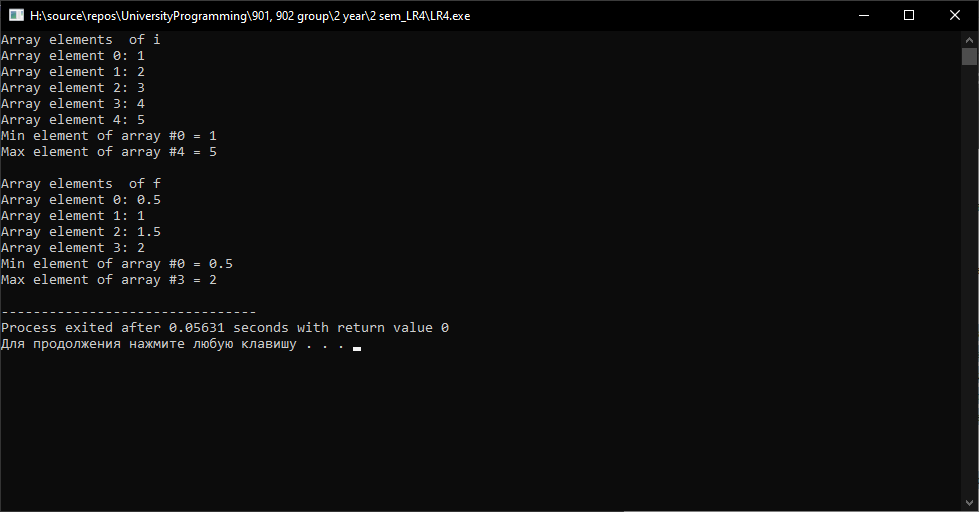 H:\source\repos\UniversityProgramming\901, 902 group\2 year\2 sem_LR4\LR4.exe
Array elements  of i
Array element 0: 1
Array element 1: 2
Array element 2: 3
Array element 3: 4
Array element 4: 5
Min element of array #0 = 1
Max element of array #4 = 5

Array elements  of f
Array element 0: 0.5
Array element 1: 1
Array element 2: 1.5
Array element 3: 2
Min element of array #0 = 0.5
Max element of array #3 = 2

--------------------------------
Process exited after 0.05631 seconds with return value 0
Для продолжения нажмите любую клавишу . . .